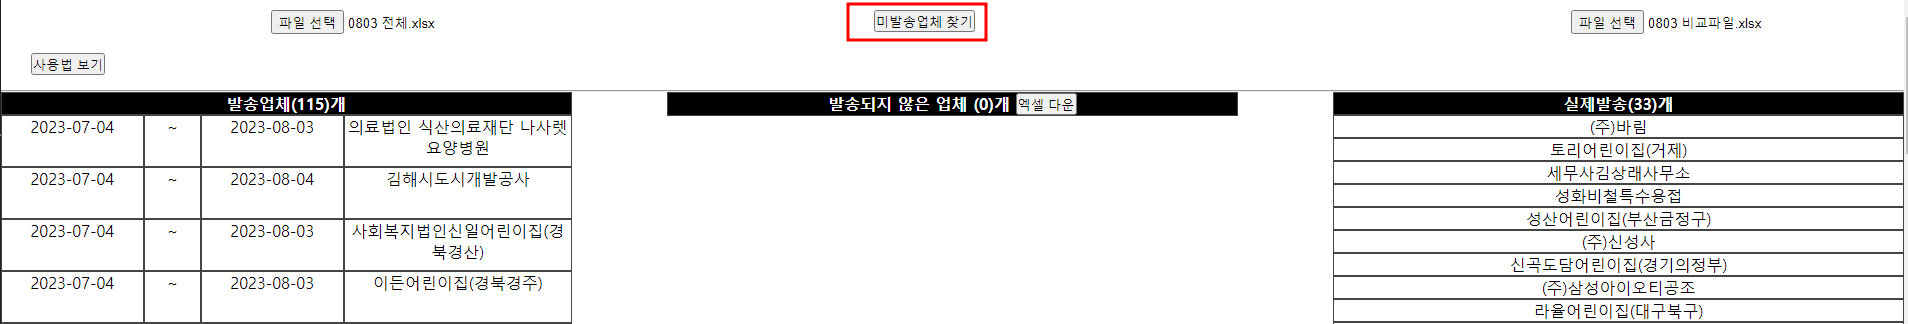 파일 선택 0803 전체.xlsx 미발송업체 찾기 파일 선택 0803 비교파일.xlsx
사용법 보기
발송업체(115)개
2023-07-04 ~ 2023-08-03 의료법인 식산의료재단 나사렛
요양병원
2023-07-04 ~ 2023-08-04 김해시도시개발공사
2023-07-04 ~ 2023-08-03 사회복지법인신일어린이집(경
북경산)
2023-07-04 ~ 2023-08-03 이든어린이집(경북경주)
발송되지 않은 업체 (0)개 엑셀 다운
실제발송(33)개
(주)바림
토리어린이집(거제)
세무사김상래사무소
성화비철특수용접
성산어린이집(부산금정구)
(주)신성사
신곡도담어린이집(경기의정부)
(주)삼성아이오티공조
라율어린이집(대구북구)